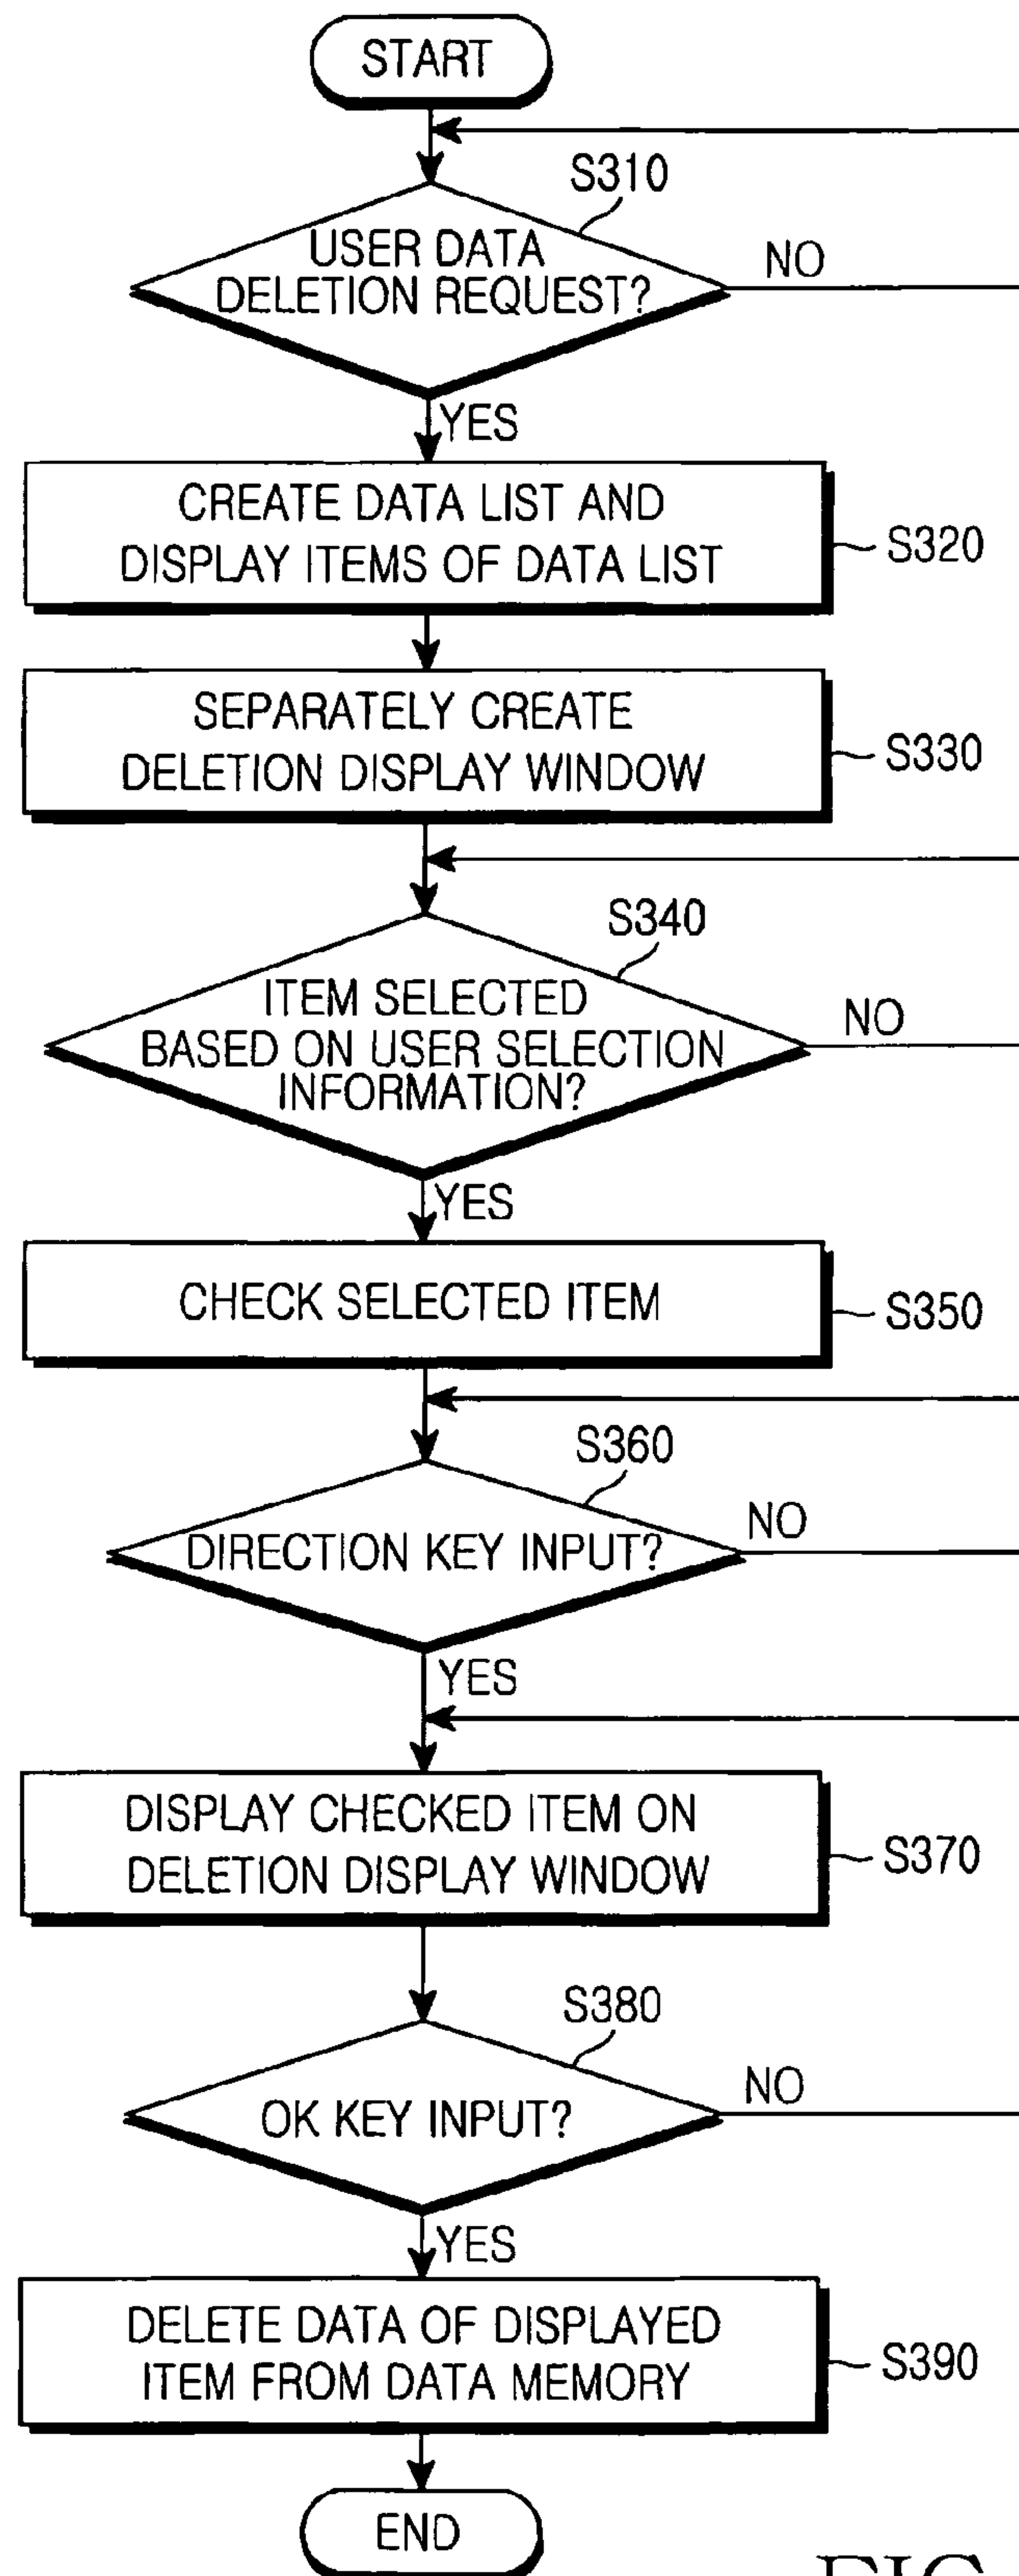 START
S310
USER DATA
DELETION REQUEST?
NO
YES
CREATE DATA LIST AND
DISPLAY ITEMS OF DATA LIST
S320
SEPARATELY CREATE
DELETION DISPLAY WINDOW
S330
S340
ITEM SELECTED
BASED ON USER SELECTION
INFORMATION?
NO
YES
CHECK SELECTED ITEM
S350
S360
DIRECTION KEY INPUT?
NO
YES
DISPLAY CHECKED ITEM ON
DELETION DISPLAY WINDOW
S370
S380
OK KEY INPUT?
NO
YES
DELETE DATA OF DISPLAYED
ITEM FROM DATA MEMORY
S390
END